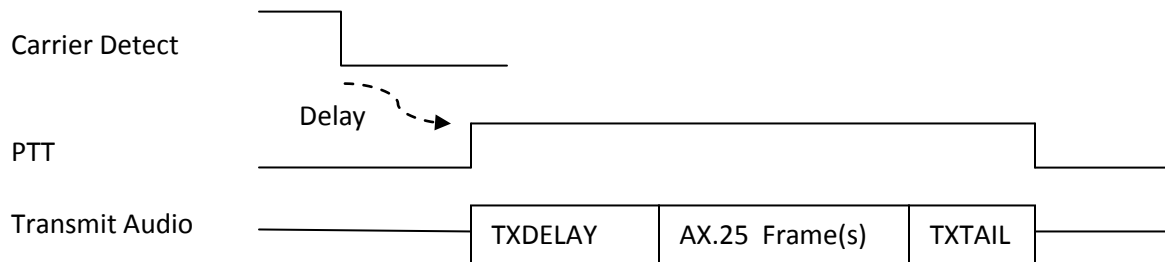 Carrier Detect
Delay
PTT
Transmit Audio
TXDELAY
AX.25 Frame(s)
TXTAIL